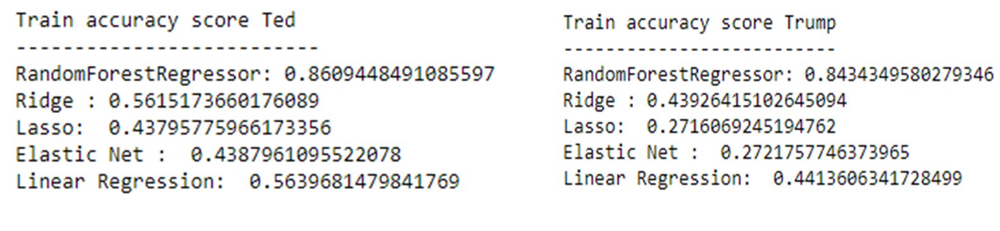 Train accuracy score Ted
--------------------------
RandomForestRegressor: 0.8609448491085597
Ridge : 0.5615173660176089
Lasso:  0.43795775966173356
Elastic Net :  0.4387961095522078
Linear Regression:  0.5639681479841769
Train accuracy score Trump
--------------------------
RandomForestRegressor: 0.8434349580279346
Ridge : 0.43926415102645094
Lasso:  0.2716069245194762
Elastic Net :  0.2721757746373965
Linear Regression:  0.4413606341728499